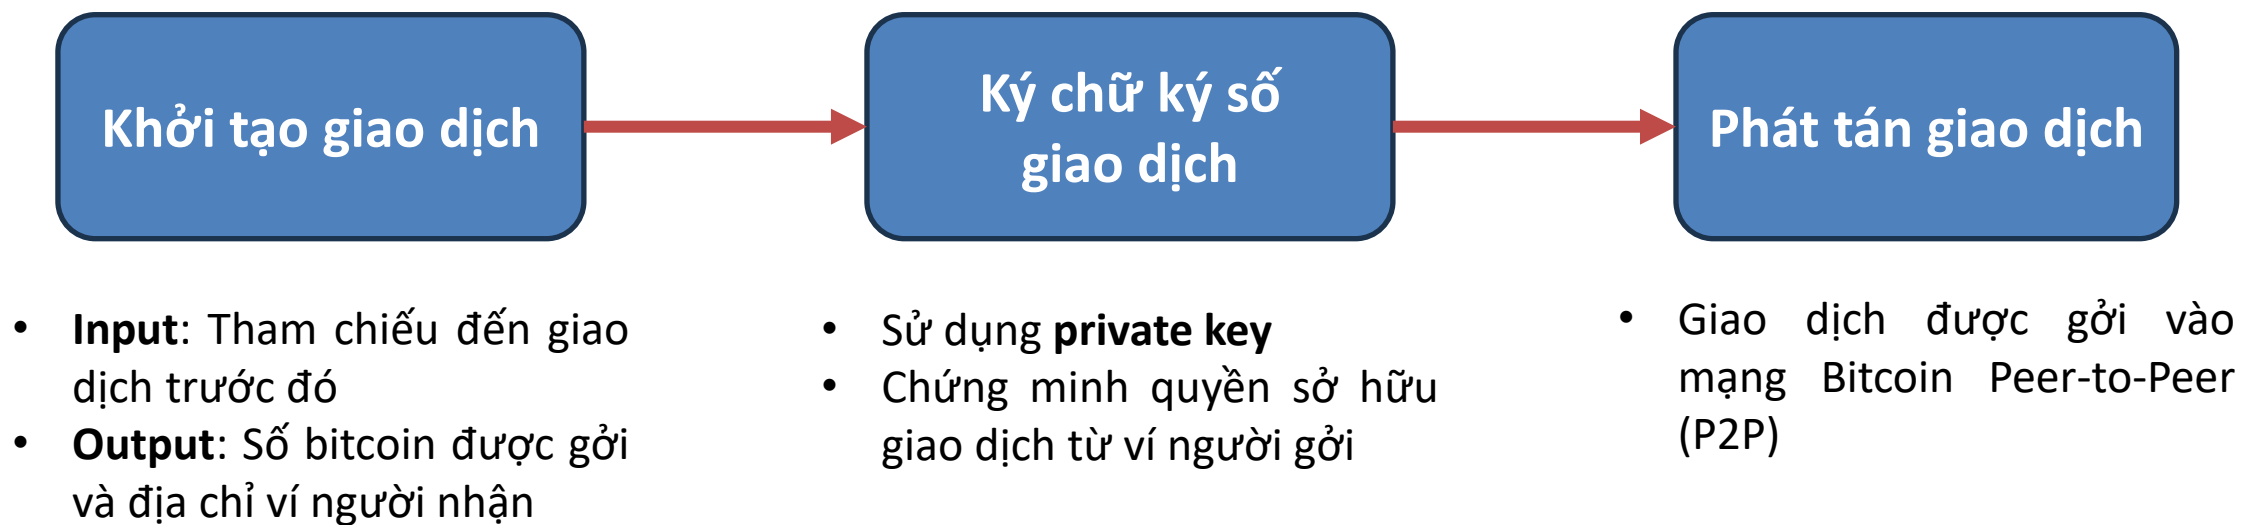 Khởi tạo giao dịch
Ký chữ ký số
giao dịch
Phát tán giao dịch
• Input: Tham chiếu đến giao
dịch trước đó
• Output: Số bitcoin được gởi
và địa chỉ ví người nhận
• Sử dụng private key
• Chứng minh quyền sở hữu
giao dịch từ ví người gởi
• Giao dịch được gởi vào
mạng Bitcoin Peer-to-Peer
(P2P)